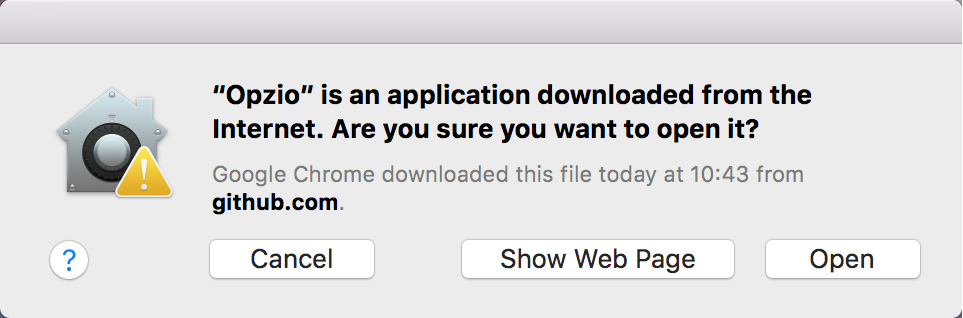 “Opzio” is an application downloaded from the
Internet. Are you sure you want to open it?
Google Chrome downloaded this file today at 10:43 from
github.com.
?
Cancel
Show Web Page
Open